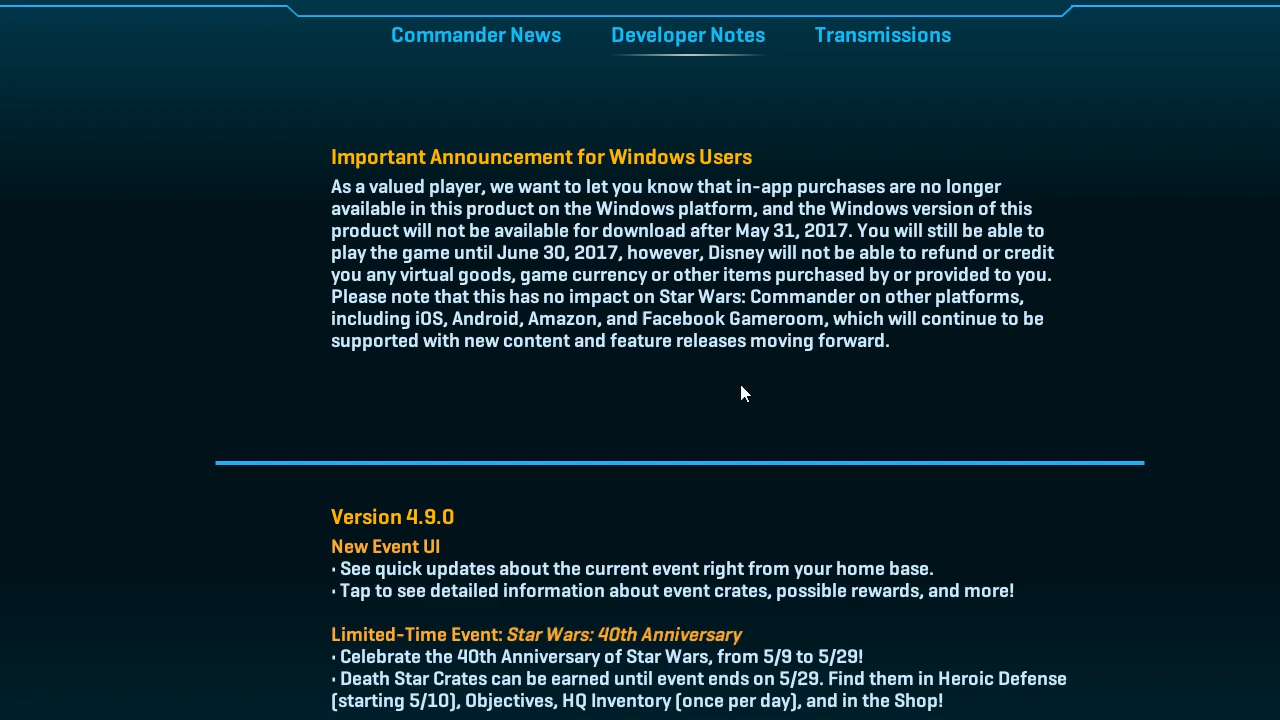 Commander News Developer Notes Transmissions
Important Announcement for Windows Users
As a valued player, we want to let you know that in-app purchases are no longer
available in this product on the Windows platform, and the Windows version of this
product will not be available for download after May 31, 2017. You will still be able to
play the game until June 30, 2017, however, Disney will not be able to refund or credit
you any virtual goods, game currency or other items purchased by or provided to you.
Please note that this has no impact on Star Wars: Commander on other platforms,
including iOS, Android, Amazon, and Facebook Gameroom, which will continue to be
supported with new content and feature releases moving forward.
Version 4.9.0
New Event UI
· See quick updates about the current event right from your home base.
· Tap to see detailed information about event crates, possible rewards, and more!
Limited-Time Event: Star Wars: 40th Anniversary
· Celebrate the 40th Anniversary of Star Wars, from 5/9 to 5/29!
· Death Star Crates can be earned until event ends on 5/29. Find them in Heroic Defense
(starting 5/10), Objectives, HQ Inventory (once per day), and in the Shop!